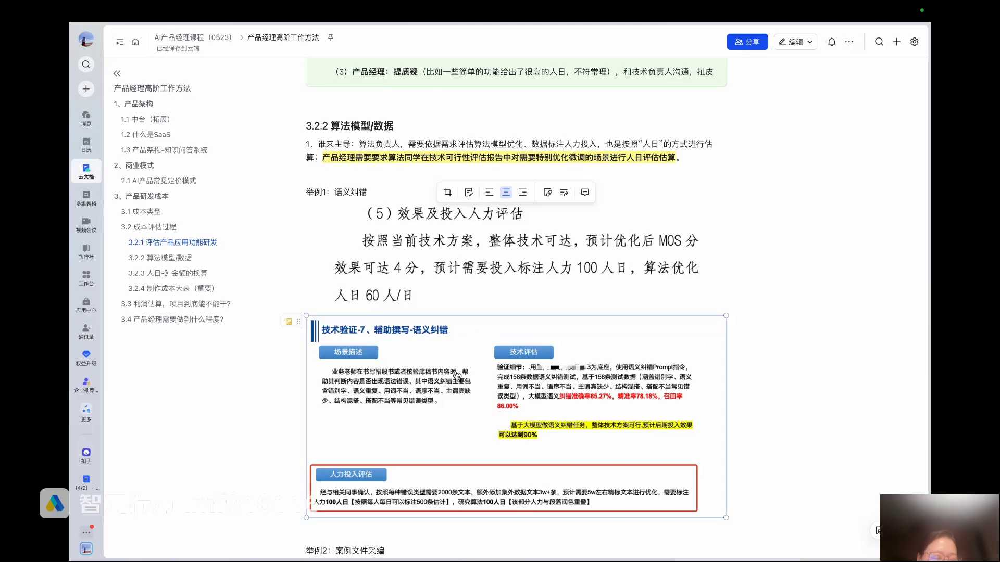 AI产品经理课程（0523） > 产品经理高阶工作方法
已经保存到云端
分享
编辑
消息
日历
云文档
多维表格
视频会议
飞行社
工作台
应用中心
通讯录
权益升级
企业推荐...
更多
扣子
(4/9)：...
产品经理高阶工作方法
1、产品架构
1.1 中台（拓展）
1.2 什么是SaaS
1.3 产品架构-知识问答系统
2、商业模式
2.1 AI产品常见定价模式
3、产品研发成本
3.1 成本类型
3.2 成本评估过程
3.2.1 评估产品应用功能研发
3.2.2 算法模型/数据
3.2.3 人日-》金额的换算
3.2.4 制作成本大表（重要）
3.3 利润估算，项目到底能不能干?
3.4 产品经理需要做到什么程度?
（3）产品经理：提质疑（比如一些简单的功能给出了很高的人日，不符常理），和技术负责人沟通，扯皮
3.2.2 算法模型/数据
1、谁来主导：算法负责人，需要依据需求评估算法模型优化、数据标注人力投入，也是按照“人日”的方式进行估
算；产品经理需要要求算法同学在技术可行性评估报告中对需要特别优化微调的场景进行人日评估估算。
举例1：语义纠错
（5）效果及投入人力评估
按照当前技术方案，整体技术可达，预计优化后 MOS 分
效果可达 4 分，预计需要投入标注人力 100 人日，算法优化
人日 60 人/日
技术验证-7、辅助撰写-语义纠错
场景描述
业务老师在书写招股书或者核验底稿书内容时，帮
助其判断内容是否出现语法错误，其中语义纠错主要包
含错别字、语义重复、用词不当、语序不当、主谓宾缺
少、结构混搭、搭配不当等常见错误类型。
技术评估
验证细节：.用 .3为底座，使用语义纠错Prompt指令，
完成158条数据语义纠错测试，基于158条测试数据（涵盖错别字、语义
重复、用词不当、语序不当、主谓宾缺少、结构混搭、搭配不当常见错
误类型），大模型语义纠错准确率85.27%，精准率78.18%，召回率
86.00%
基于大模型做语义纠错任务，整体技术方案可行,预计后期投入效果
可以达到90%
人力投入评估
经与相关同事确认，按照每种错误类型需要2000条文本，额外添加集外数据文本3w+条，预计需要5w左右精标文本进行优化，需要标注
人力100人日【按照每人每日可以标注500条估计】，研究算法100人日【该部分人力与段落润色重叠】
举例2：案例文件采编
智